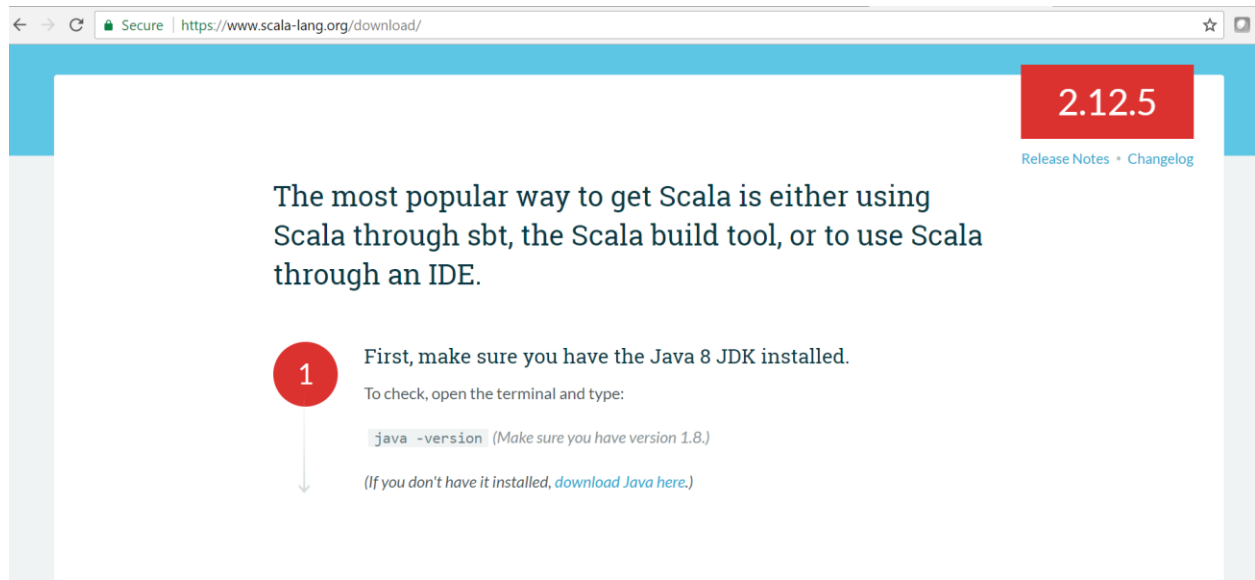 Secure | https://www.scala-lang.org/download/
2.12.5
Release Notes • Changelog
The most popular way to get Scala is either using
Scala through sbt, the Scala build tool, or to use Scala
through an IDE.
1
First, make sure you have the Java 8 JDK installed.
To check, open the terminal and type:
java -version (Make sure you have version 1.8.)
(If you don't have it installed, download Java here.)